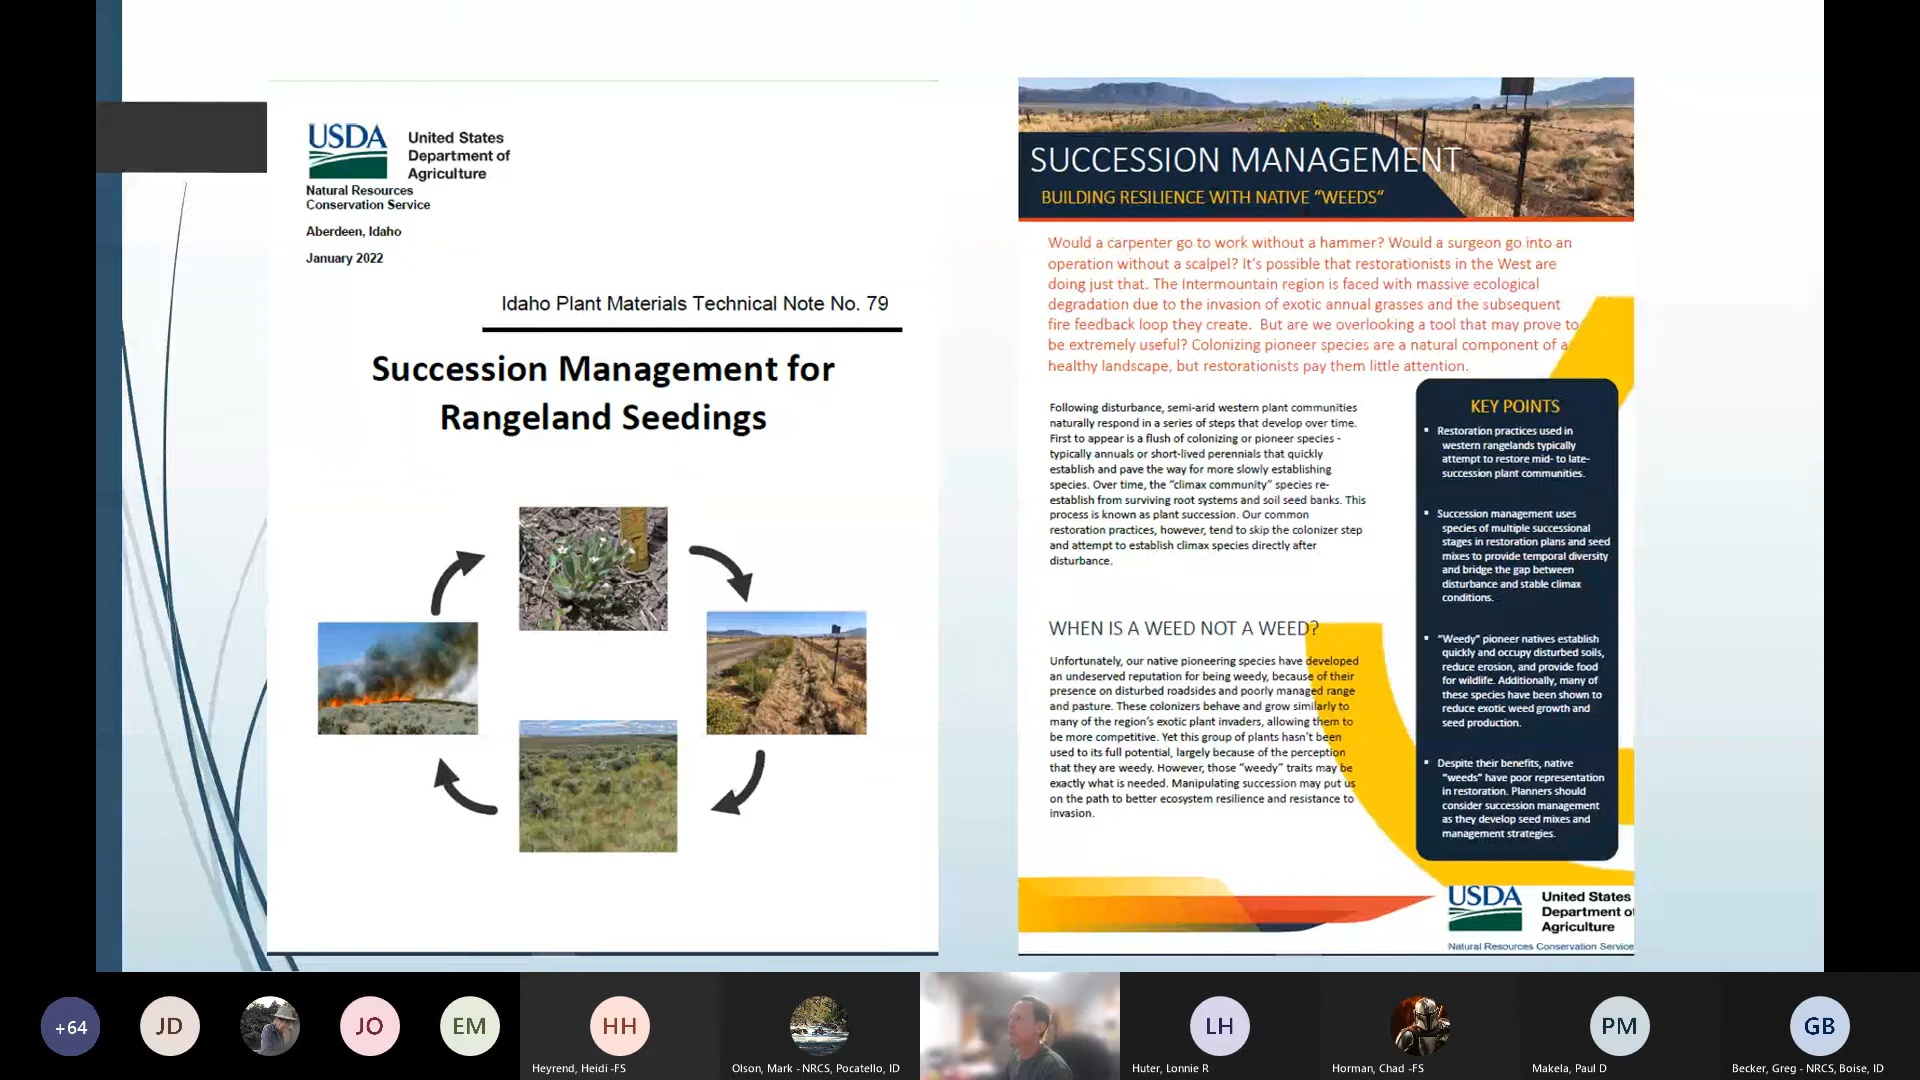 USDA
United States
Department of
Agriculture
Natural Resources
Conservation Service
Aberdeen, Idaho
January 2022
Idaho Plant Materials Technical Note No. 79
Succession Management for
Rangeland Seedings
SUCCESSION MANAGEMENT
BUILDING RESILIENCE WITH NATIVE “WEEDS“
Would a carpenter go to work without a hammer? Would a surgeon go into an
operation without a scalpel? It’s possible that restorationists in the West are
doing just that. The Intermountain region is faced with massive ecological
degradation due to the invasion of exotic annual grasses and the subsequent
fire feedback loop they create. But are we overlooking a tool that may prove to
be extremely useful? Colonizing pioneer species are a natural component of a
healthy landscape, but restorationists pay them little attention.
Following disturbance, semi-arid western plant communities
naturally respond in a series of steps that develop over time.
First to appear is a flush of colonizing or pioneer species -
typically annuals or short-lived perennials that quickly
establish and pave the way for more slowly establishing
species. Over time, the “climax community” species re-
establish from surviving root systems and soil seed banks. This
process is known as plant succession. Our common
restoration practices, however, tend to skip the colonizer step
and attempt to establish climax species directly after
disturbance.
WHEN IS A WEED NOT A WEED?
Unfortunately, our native pioneering species have developed
an undeserved reputation for being weedy, because of their
presence on disturbed roadsides and poorly managed range
and pasture. These colonizers behave and grow similarly to
many of the region’s exotic plant invaders, allowing them to
be more competitive. Yet this group of plants hasn’t been
used to its full potential, largely because of the perception
that they are weedy. However, those “weedy” traits may be
exactly what is needed. Manipulating succession may put us
on the path to better ecosystem resilience and resistance to
invasion.
KEY POINTS
▪ Restoration practices used in
western rangelands typically
attempt to restore mid- to late-
succession plant communities.
▪ Succession management uses
species of multiple successional
stages in restoration plans and seed
mixes to provide temporal diversity
and bridge the gap between
disturbance and stable climax
conditions.
▪ “Weedy” pioneer natives establish
quickly and occupy disturbed soils,
reduce erosion, and provide food
for wildlife. Additionally, many of
these species have been shown to
reduce exotic weed growth and
seed production.
▪ Despite their benefits, native
“weeds” have poor representation
in restoration. Planners should
consider succession management
as they develop seed mixes and
management strategies.
USDA
United States
Department of
Agriculture
Natural Resources Conservation Service
+64
JD
JO
EM
HH
LH
PM
GB
Heyrend, Heidi -FS
Olson, Mark - NRCS, Pocatello, ID
Huter, Lonnie R
Horman, Chad -FS
Makela, Paul D
Becker, Greg - NRCS, Boise, ID